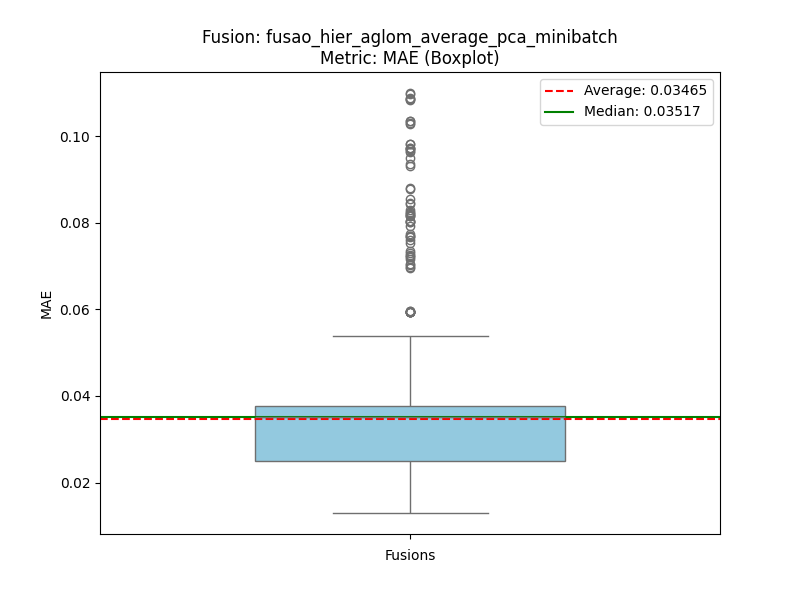 Fusion: fusao_hier_aglom_average_pca_minibatch
Metric: MAE (Boxplot)
Average: 0.03465
Median: 0.03517
0.10
0.08
0.06
0.04
0.02
MAE
Fusions